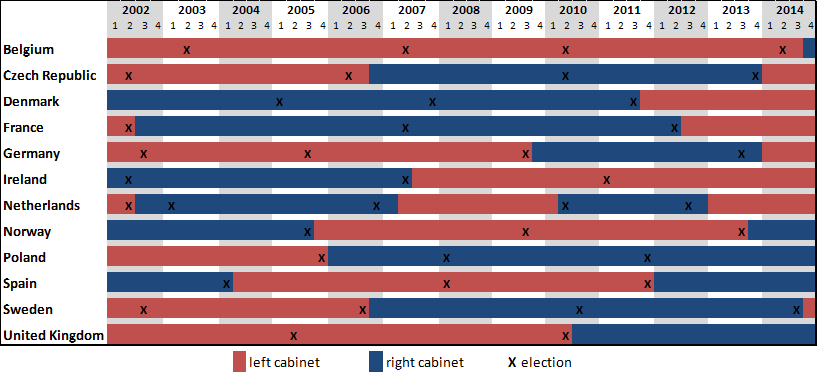 2002 2003 2004 2005 2006 2007 2008 2009 2010 2011 2012 2013 2014
1 2 3 4 1 2 3 4 1 2 3 4 1 2 3 4 1 2 3 4 1 2 3 4 1 2 3 4 1 2 3 4 1 2 3 4 1 2 3 4 1 2 3 4 1 2 3 4 1 2 3 4
Belgium X X X X
Czech Republic X X X X
Denmark X X X
France X X X
Germany X X X X
Ireland X X X
Netherlands X X X X X
Norway X X X
Poland X X X
Spain X X X
Sweden X X X X
United Kingdom X X
left cabinet right cabinet X election